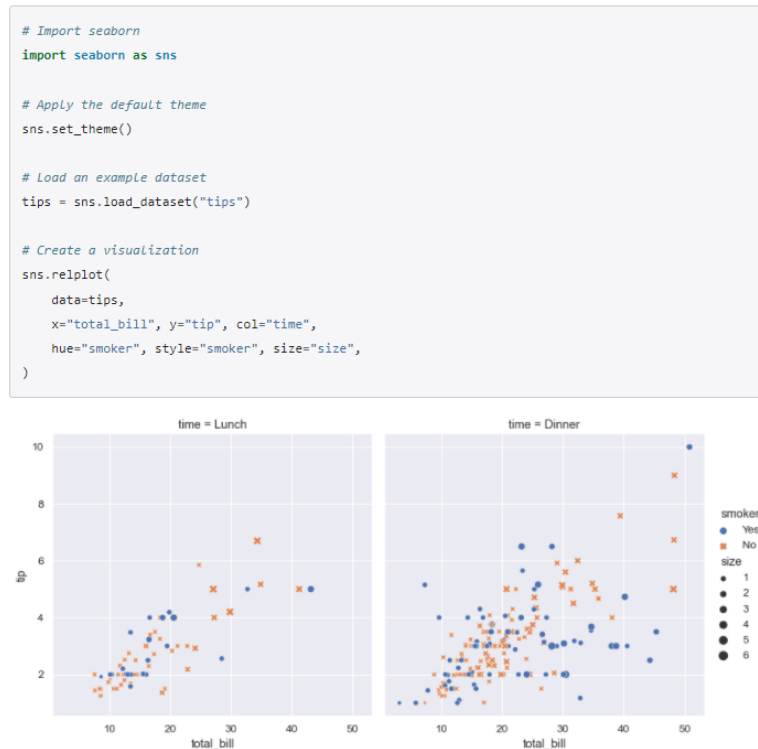 # Import seaborn
import seaborn as sns
# Apply the default theme
sns.set_theme()
# Load an example dataset
tips = sns.load_dataset("tips")
# Create a visualization
sns.relplot(
    data=tips,
    x="total_bill", y="tip", col="time",
    hue="smoker", style="smoker", size="size",
)
time = Lunch
time = Dinner
10
8
6
4
2
tip
10 20 30 40 50
total_bill
10 20 30 40 50
total_bill
smoker
Yes
No
size
1
2
3
4
5
6